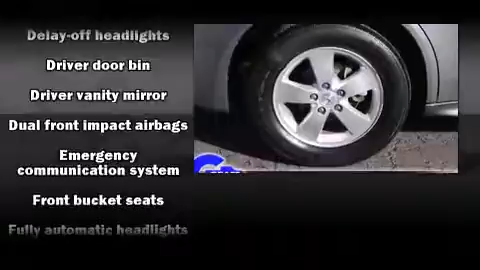 Delay-off headlights
Driver door bin
Driver vanity mirror
Dual front impact airbags
Emergency
communication system
Front bucket seats
Fully automatic headlights